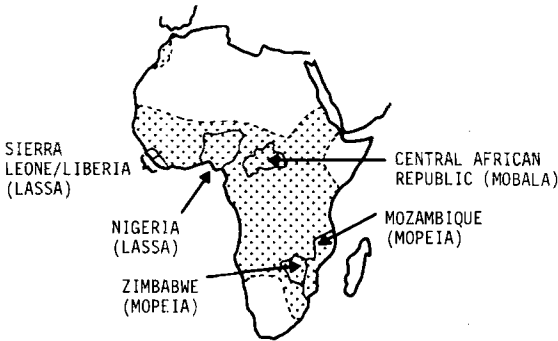 SIERRA
LEONE/LIBERIA
(LASSA)
NIGERIA
(LASSA)
ZIMBABWE
(MOPEIA)
CENTRAL AFRICAN
REPUBLIC (MOBALA)
MOZAMBIQUE
(MOPEIA)